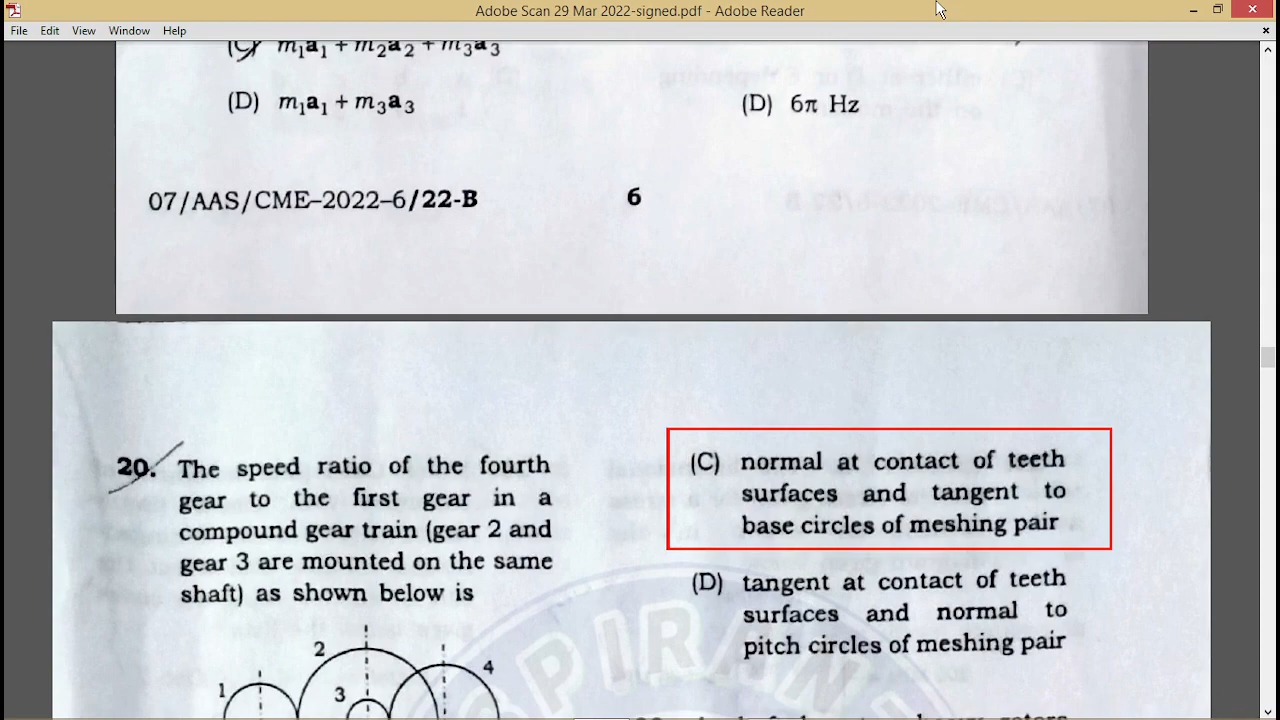 Adobe Scan 29 Mar 2022-signed.pdf - Adobe Reader
File Edit View Window Help
(C) m₁a₁ + m₂a₂ + m₃a₃
(D) m₁a₁ + m₃a₃
(D) 6π Hz
07/AAS/CME–2022–6/22-B
6
20. The speed ratio of the fourth
gear to the first gear in a
compound gear train (gear 2 and
gear 3 are mounted on the same
shaft) as shown below is
1
2
3
4
(C) normal at contact of teeth
surfaces and tangent to
base circles of meshing pair
(D) tangent at contact of teeth
surfaces and normal to
pitch circles of meshing pair
SPIRAN